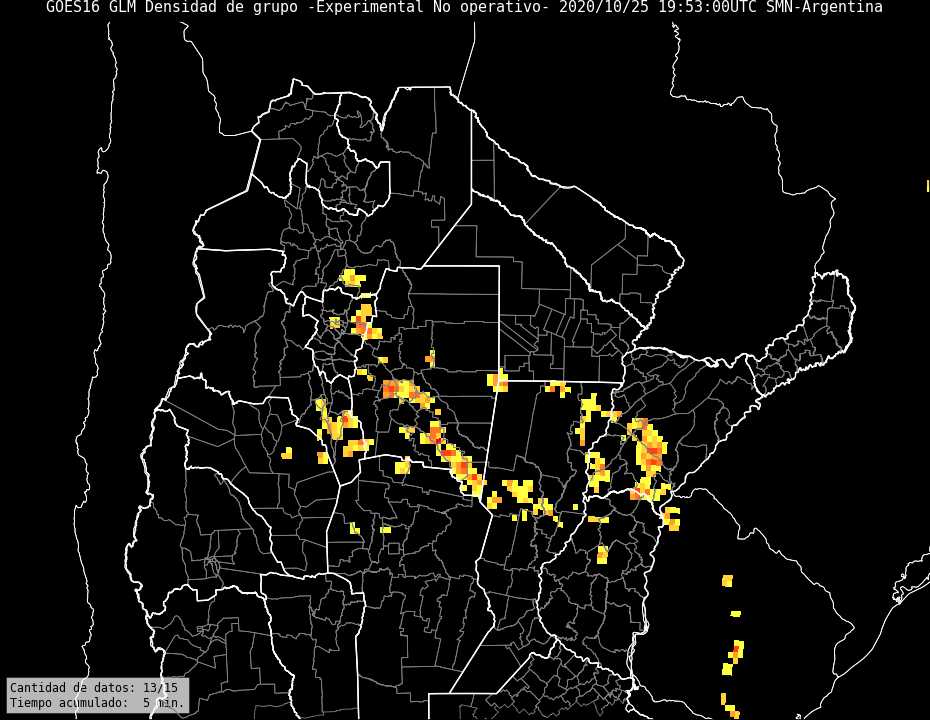 GOES16 GLM Densidad de grupo -Experimental No operativo- 2020/10/25 19:53:00UTC SMN-Argentina
Cantidad de datos: 13/15
Tiempo acumulado:  5 min.